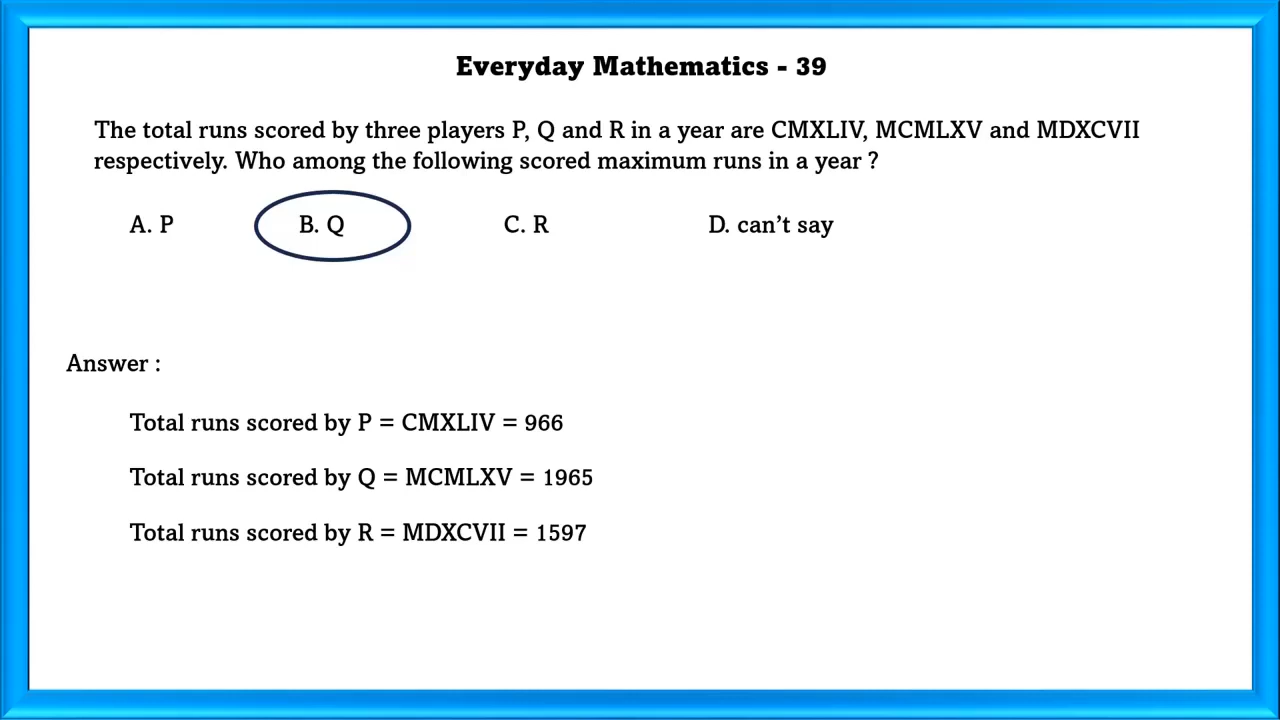 Everyday Mathematics - 39
The total runs scored by three players P, Q and R in a year are CMXLIV, MCMLXV and MDXCVII
respectively. Who among the following scored maximum runs in a year ?
A. P B. Q C. R D. can’t say
Answer :
Total runs scored by P = CMXLIV = 966
Total runs scored by Q = MCMLXV = 1965
Total runs scored by R = MDXCVII = 1597